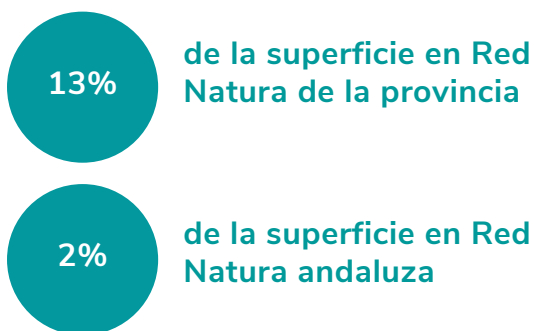 13%
de la superficie en Red
Natura de la provincia
2%
de la superficie en Red
Natura andaluza